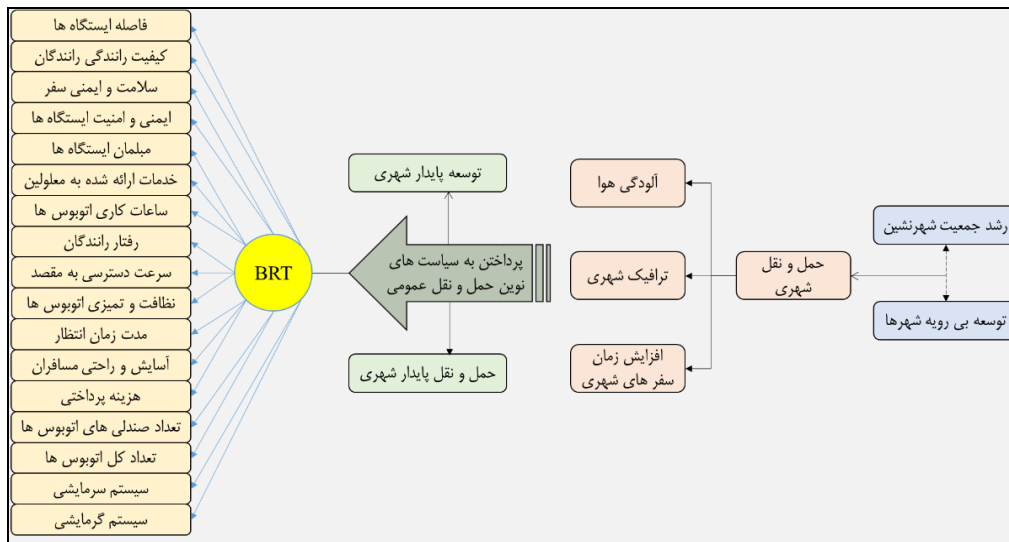 رشد جمعیت شهرنشین
توسعه بی رویه شهرها
حمل و نقل
شهری
آلودگی هوا
ترافیک شهری
افزایش زمان
سفر های شهری
پرداختن به سیاست های
نوین حمل و نقل عمومی
توسعه پایدار شهری
حمل و نقل پایدار شهری
BRT
فاصله ایستگاه ها
کیفیت رانندگی رانندگان
سلامت و ایمنی سفر
ایمنی و امنیت ایستگاه ها
مبلمان ایستگاه ها
خدمات ارائه شده به معلولین
ساعات کاری اتوبوس ها
رفتار رانندگان
سرعت دسترسی به مقصد
نظافت و تمیزی اتوبوس ها
مدت زمان انتظار
آسایش و راحتی مسافران
هزینه پرداختی
تعداد صندلی های اتوبوس ها
تعداد کل اتوبوس ها
سیستم سرمایشی
سیستم گرمایشی